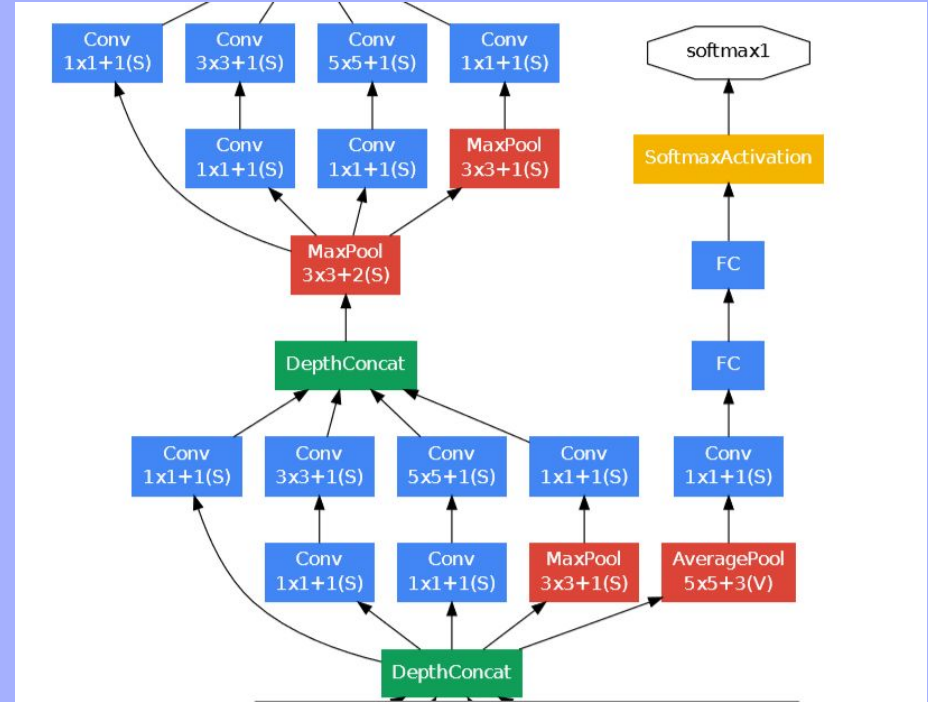 Conv
1x1+1(S)
Conv
3x3+1(S)
Conv
5x5+1(S)
Conv
1x1+1(S)
softmax1
Conv
1x1+1(S)
Conv
1x1+1(S)
MaxPool
3x3+1(S)
SoftmaxActivation
MaxPool
3x3+2(S)
FC
DepthConcat
FC
Conv
1x1+1(S)
Conv
3x3+1(S)
Conv
5x5+1(S)
Conv
1x1+1(S)
Conv
1x1+1(S)
Conv
1x1+1(S)
Conv
1x1+1(S)
MaxPool
3x3+1(S)
AveragePool
5x5+3(V)
DepthConcat